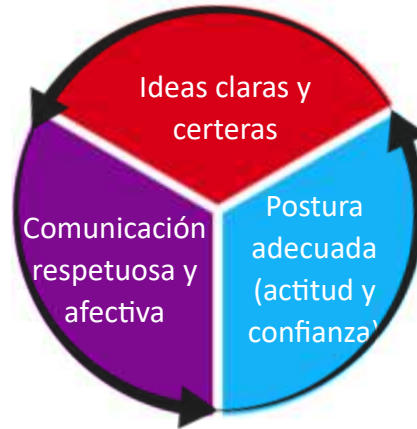 Ideas claras y
certeras
Comunicación
respetuosa y
afectiva
Postura
adecuada
(actitud y
confianza)